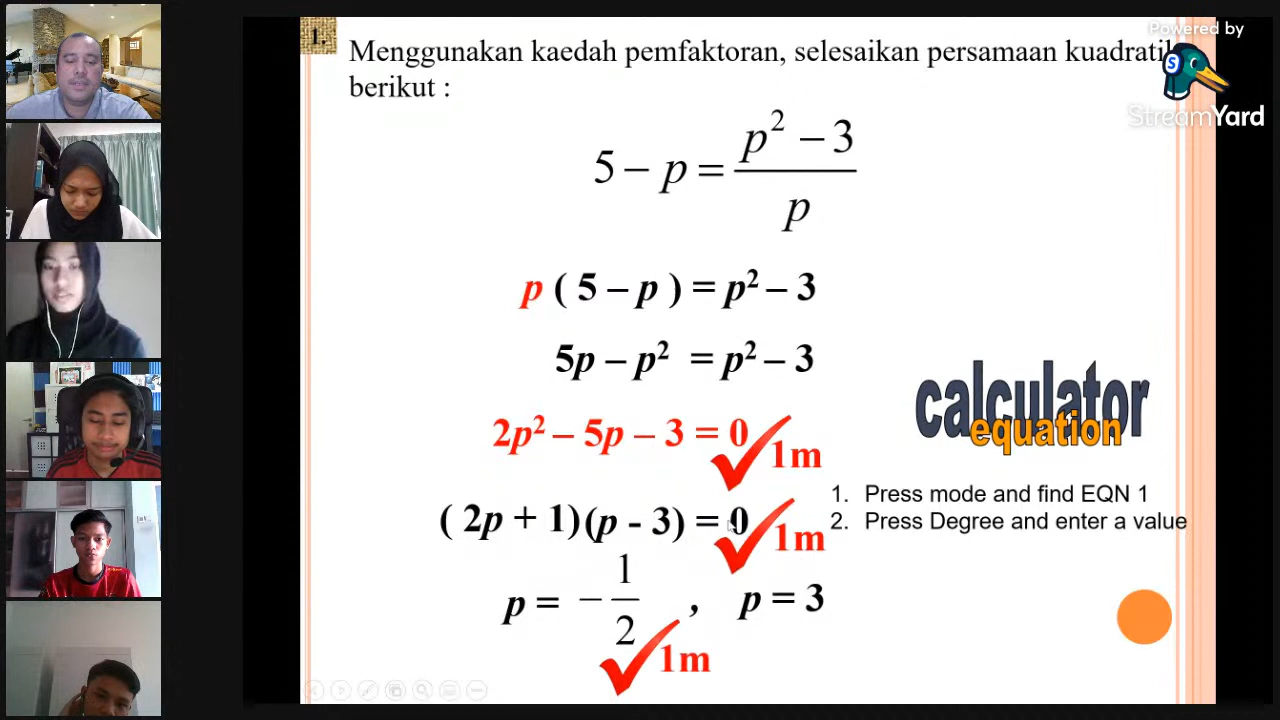 1.
Menggunakan kaedah pemfaktoran, selesaikan persamaan kuadratik
berikut :
5 − p = (p² − 3) / p
p ( 5 – p ) = p² – 3
5p – p² = p² – 3
2p² – 5p – 3 = 0 ✓ 1m
( 2p + 1)(p - 3) = 0 ✓ 1m
p = − 1/2 , p = 3
✓ 1m
calculator
equation
1. Press mode and find EQN 1
2. Press Degree and enter a value
Powered by
StreamYard